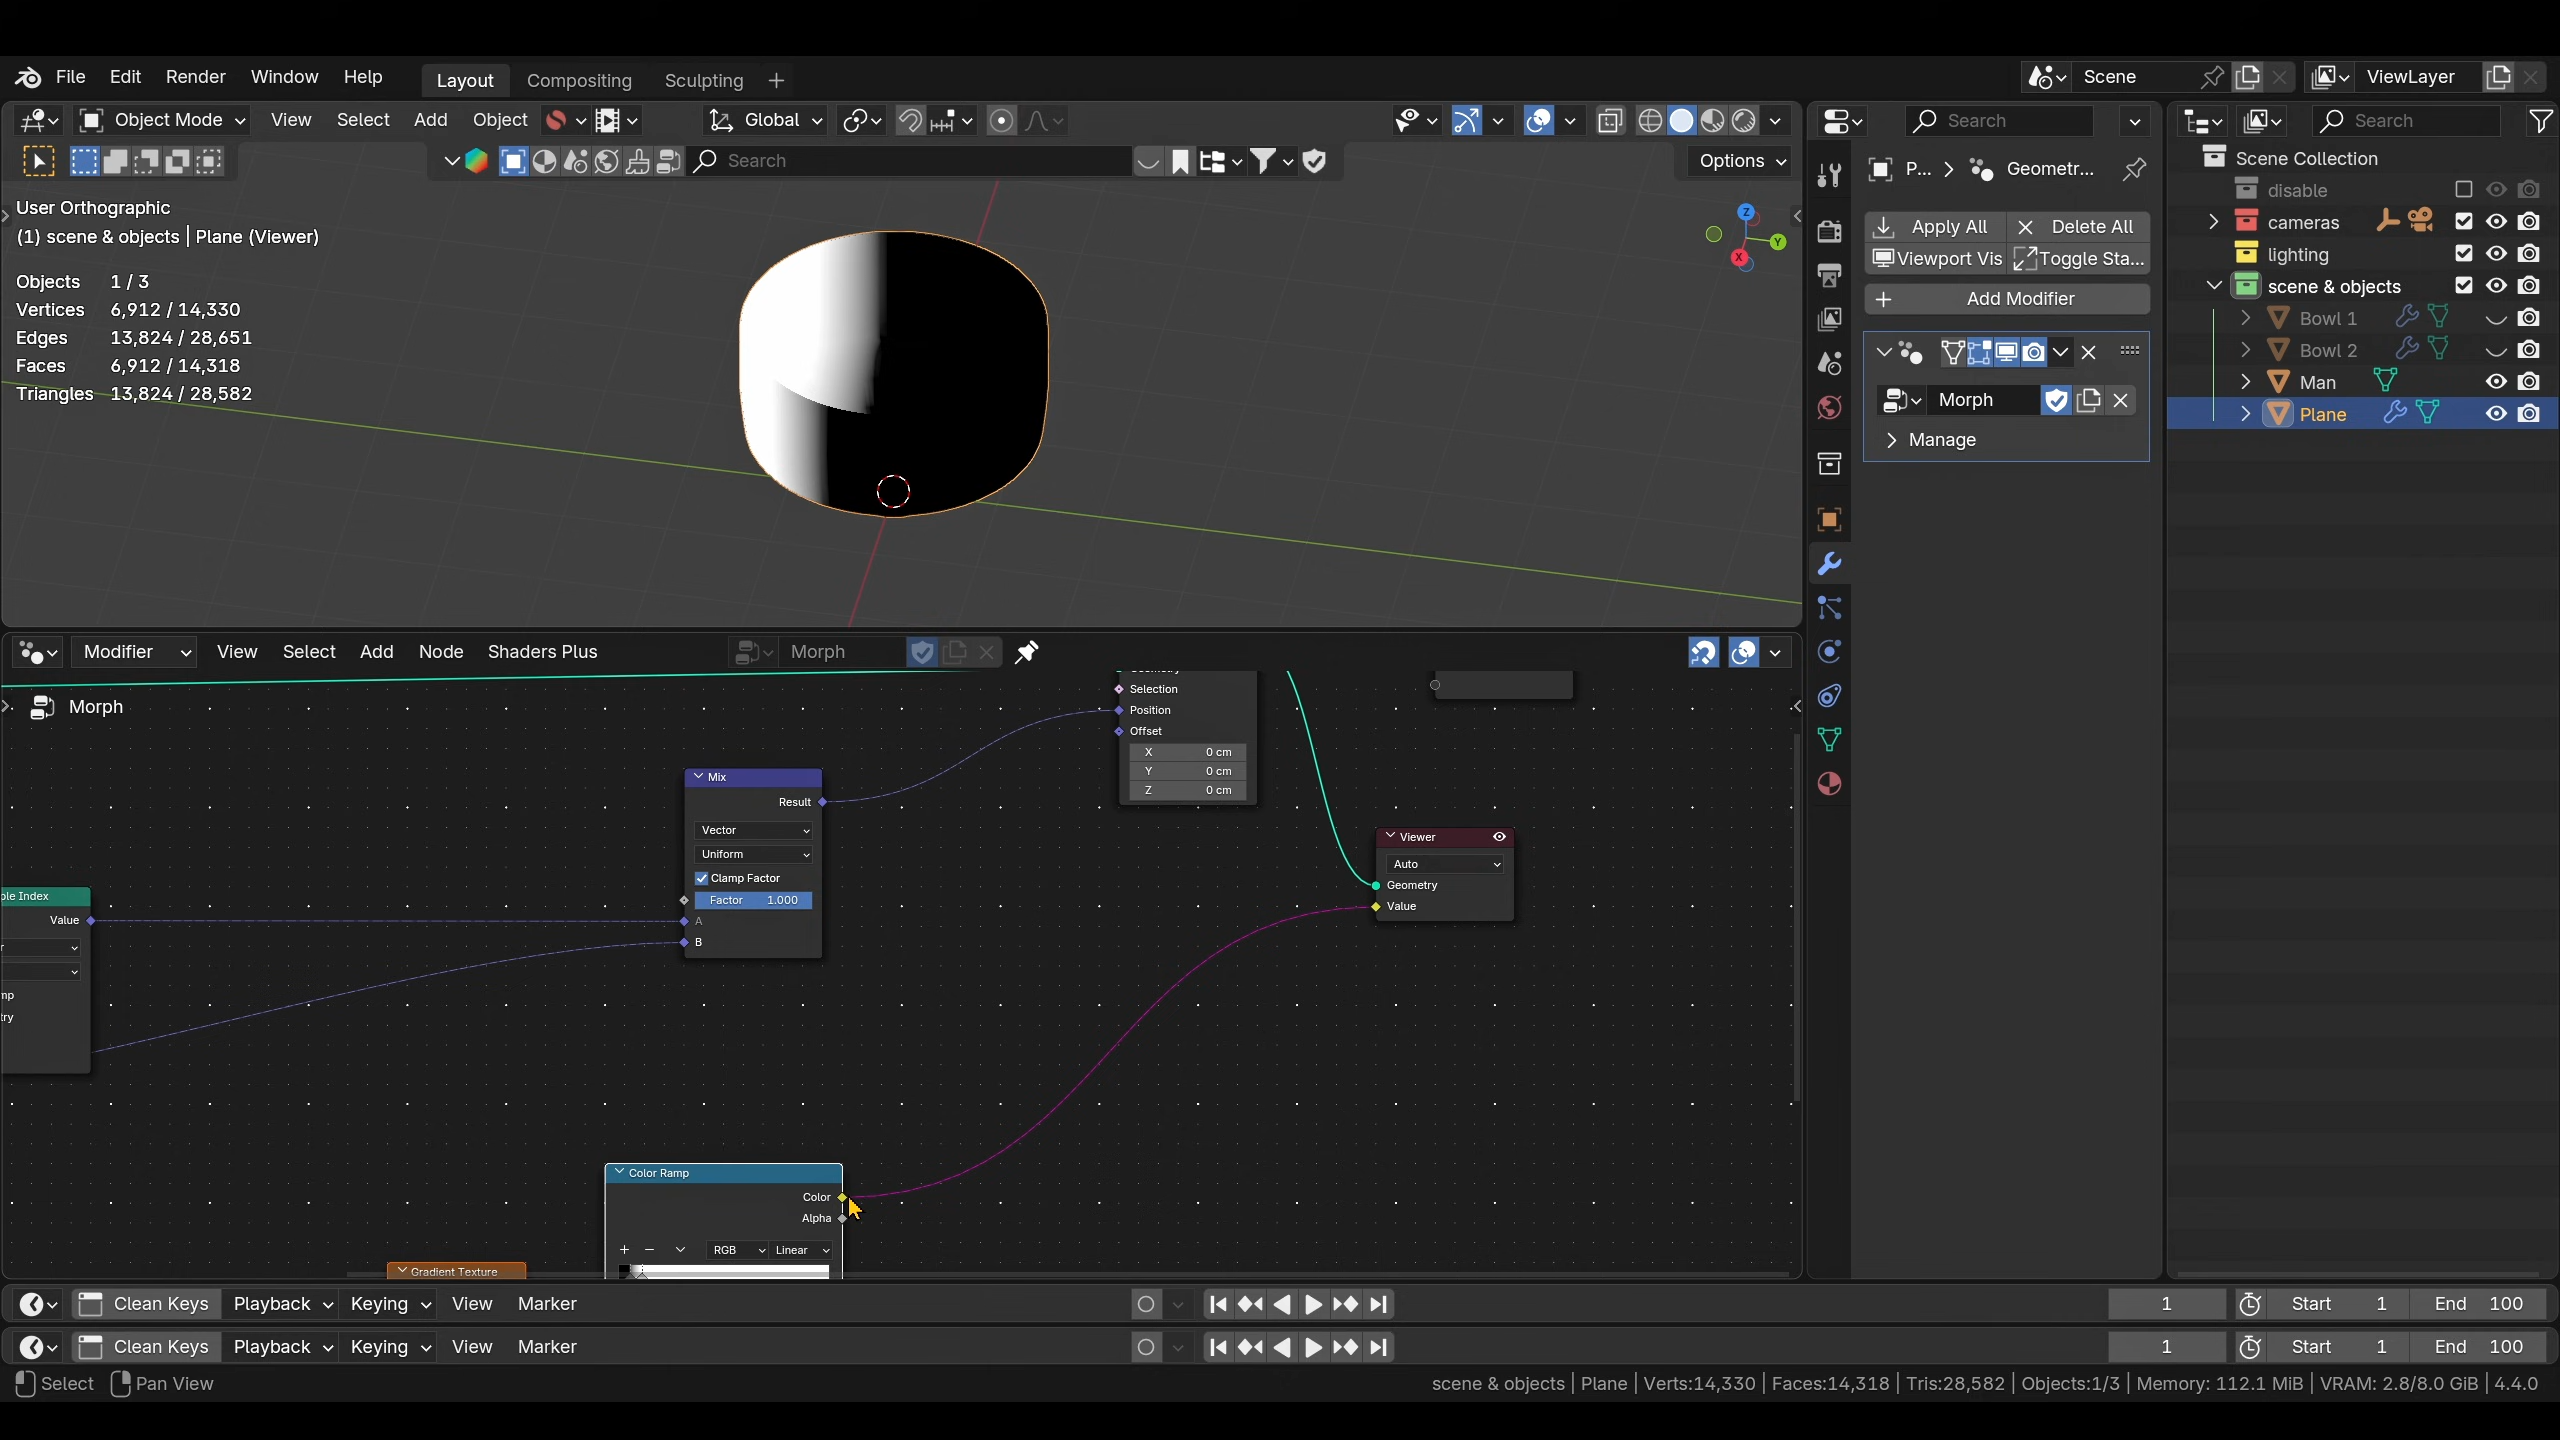 File Edit Render Window Help Layout Compositing Sculpting + Scene ViewLayer
Object Mode View Select Add Object Global Search Search
Search Options
User Orthographic
(1) scene & objects | Plane (Viewer)
Objects 1 / 3
Vertices 6,912 / 14,330
Edges 13,824 / 28,651
Faces 6,912 / 14,318
Triangles 13,824 / 28,582
Z
Y
X
P... Geometr...
Apply All Delete All
Viewport Vis Toggle Sta...
Add Modifier
Morph
Manage
Scene Collection
disable
cameras
lighting
scene & objects
Bowl 1
Bowl 2
Man
Plane
Modifier View Select Add Node Shaders Plus Morph
Morph
Selection
Position
Offset
X 0 cm
Y 0 cm
Z 0 cm
Mix
Result
Vector
Uniform
Clamp Factor
Factor 1.000
A
B
Viewer
Auto
Geometry
Value
ple Index
Value
r
mp
ry
Color Ramp
Color
Alpha
+ − RGB Linear
Gradient Texture
Clean Keys Playback Keying View Marker 1 Start 1 End 100
Clean Keys Playback Keying View Marker 1 Start 1 End 100
Select Pan View scene & objects | Plane | Verts:14,330 | Faces:14,318 | Tris:28,582 | Objects:1/3 | Memory: 112.1 MiB | VRAM: 2.8/8.0 GiB | 4.4.0